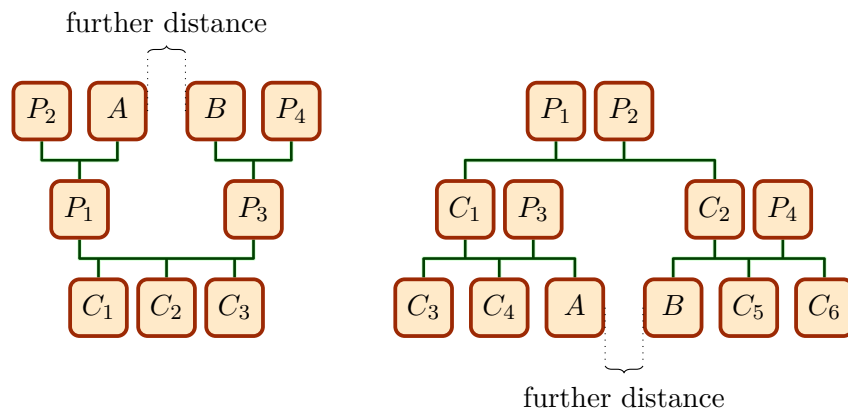 further distance
P₂ A B P₄ P₁ P₂
P₁ P₃ C₁ P₃ C₂ P₄
C₁ C₂ C₃ C₃ C₄ A B C₅ C₆
further distance